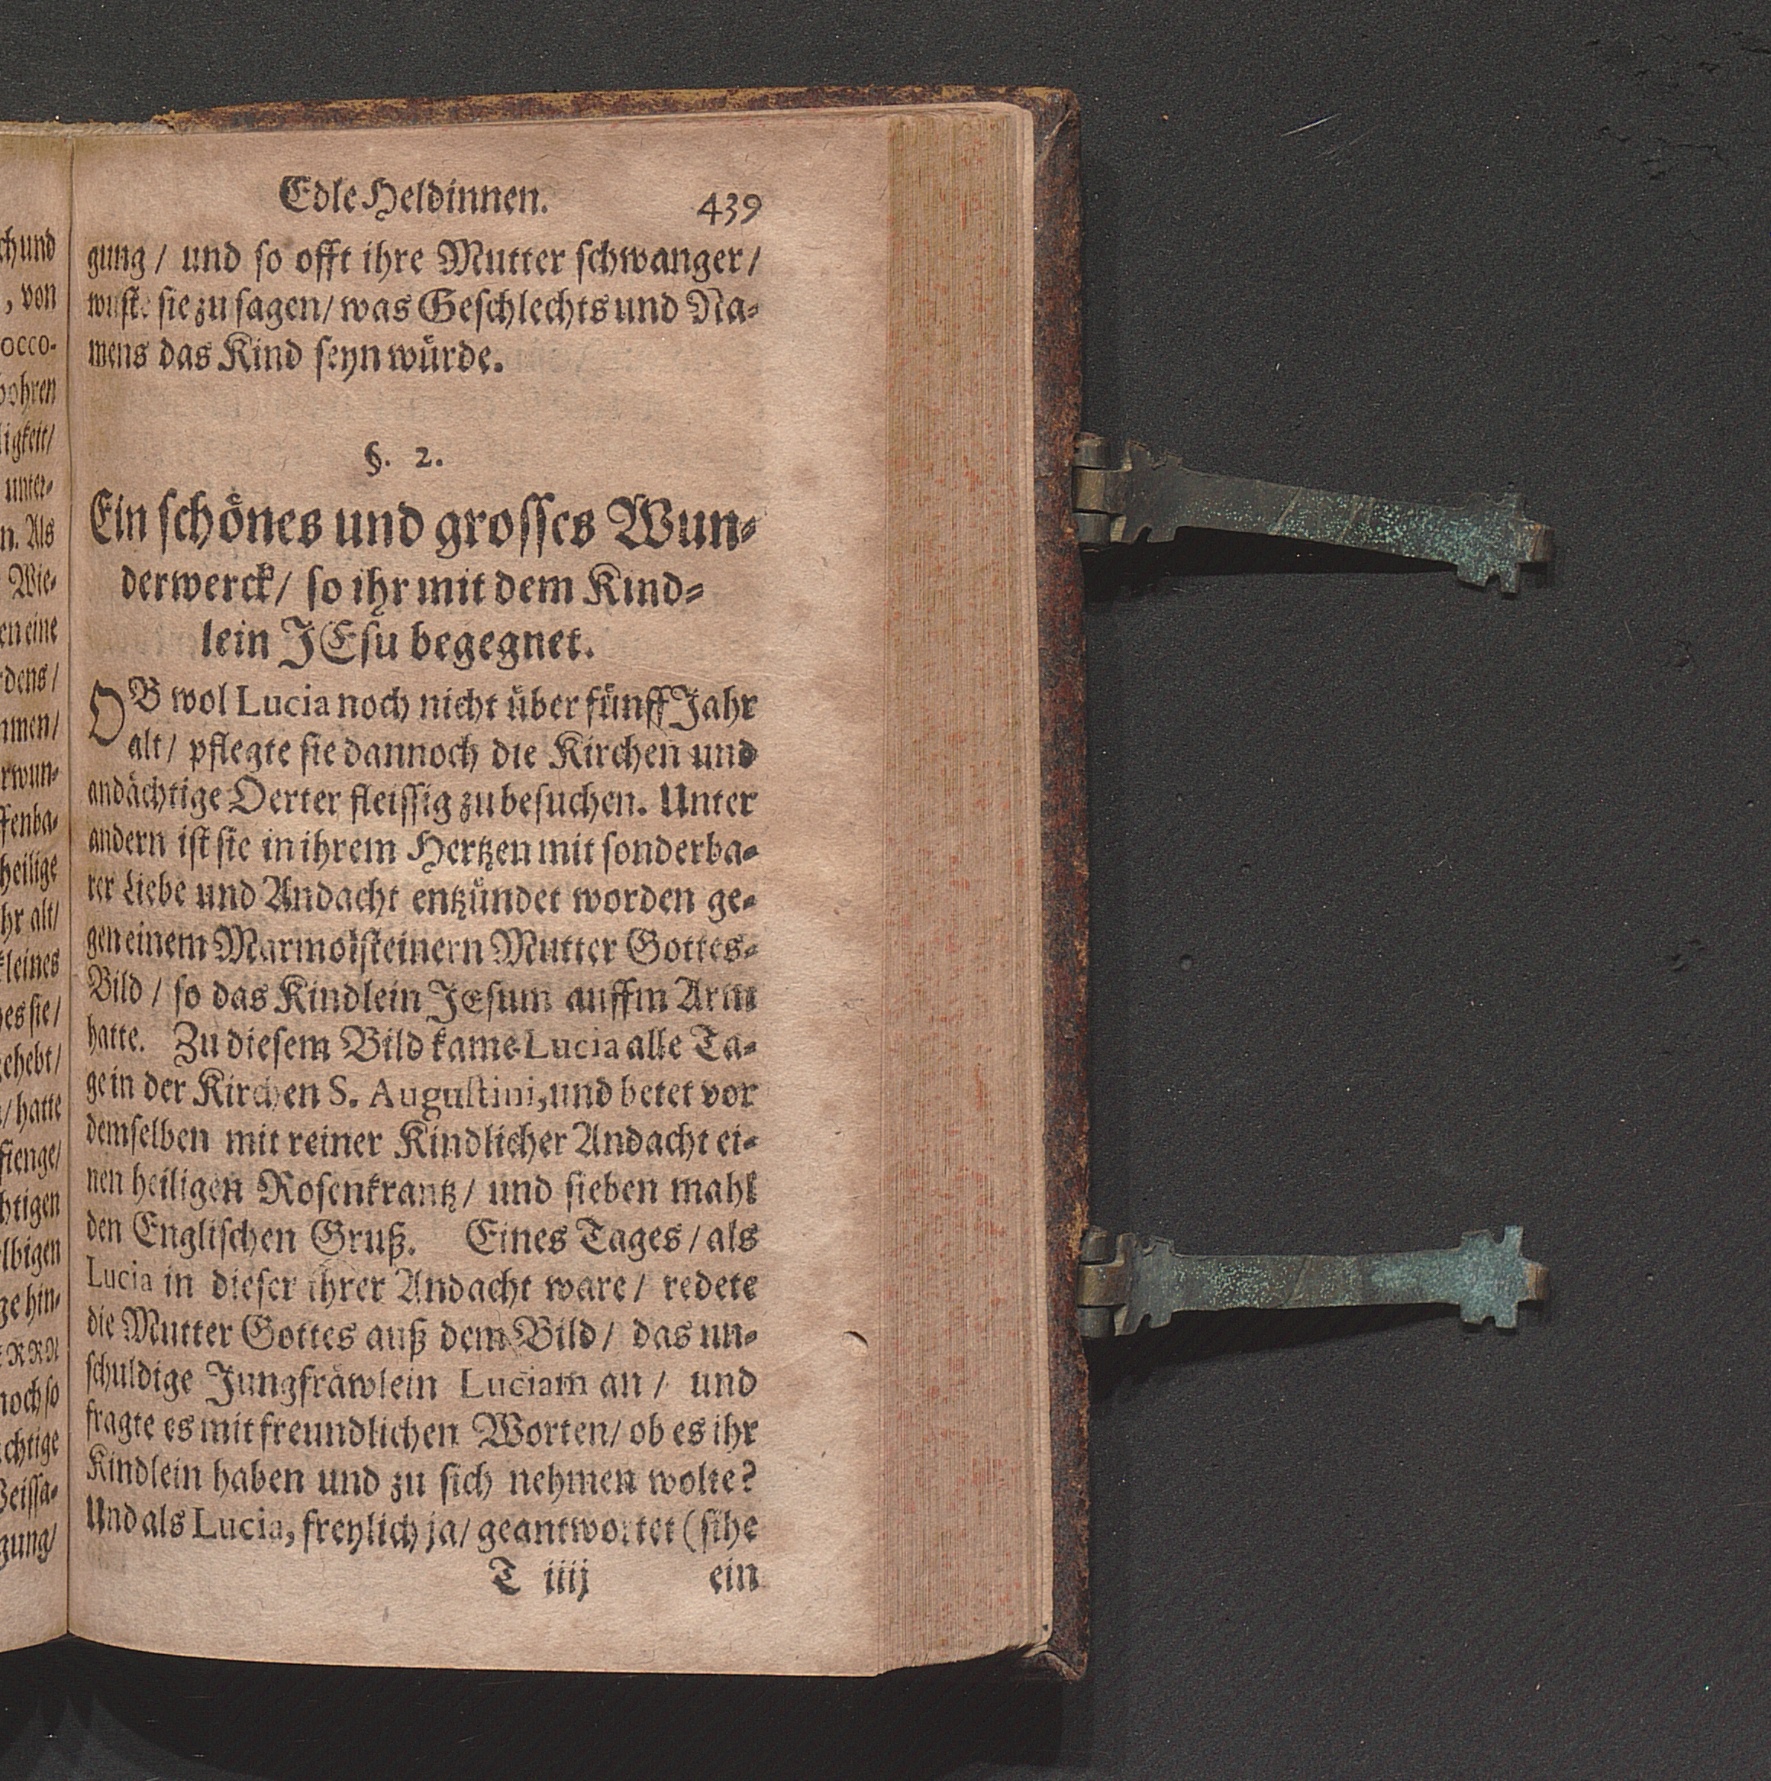 Edle Heldinnen. 439
gung / und so offt ihre Mutter schwanger /
wuste sie zu sagen / was Geschlechts und Na-
mens das Kind seyn würde.
§. 2.
Ein schönes und grosses Wun-
derwerck / so ihr mit dem Kind-
lein JEsu begegnet.
OB wol Lucia noch nicht über fünff Jahr
alt / pflegte sie dannoch die Kirchen und
andächtige Oerter fleissig zu besuchen. Unter
andern ist sie in ihrem Hertzen mit sonderba-
rer Liebe und Andacht entzündet worden ge-
gen einem Marmorsteinern Mutter Gottes-
Bild / so das Kindlein JEsum auffm Arm
hatte. Zu diesem Bild kame Lucia alle Ta-
ge in der Kirchen S. Augustini, und betet vor
demselben mit reiner Kindlicher Andacht ei-
nen heiligen Rosenkrantz / und sieben mahl
den Englischen Gruß. Eines Tages / als
Lucia in dieser ihrer Andacht ware / redete
die Mutter Gottes auß dem Bild / das un-
schuldige Jungfräwlein Luciam an / und
fragte es mit freundlichen Worten / ob es ihr
Kindlein haben und zu sich nehmen wolte?
Und als Lucia, freylich ja / geantwortet (sihe
T iiij ein